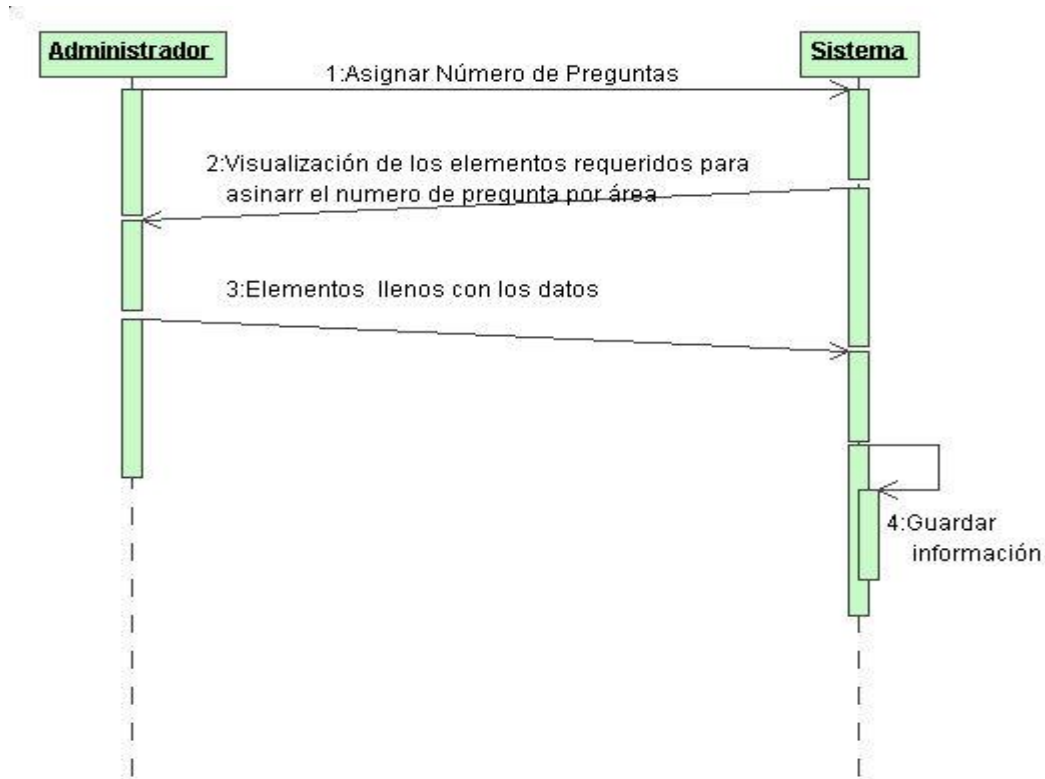 Administrador
Sistema
1:Asignar Número de Preguntas
2:Visualización de los elementos requeridos para
asinarr el numero de pregunta por área
3:Elementos llenos con los datos
4:Guardar
información